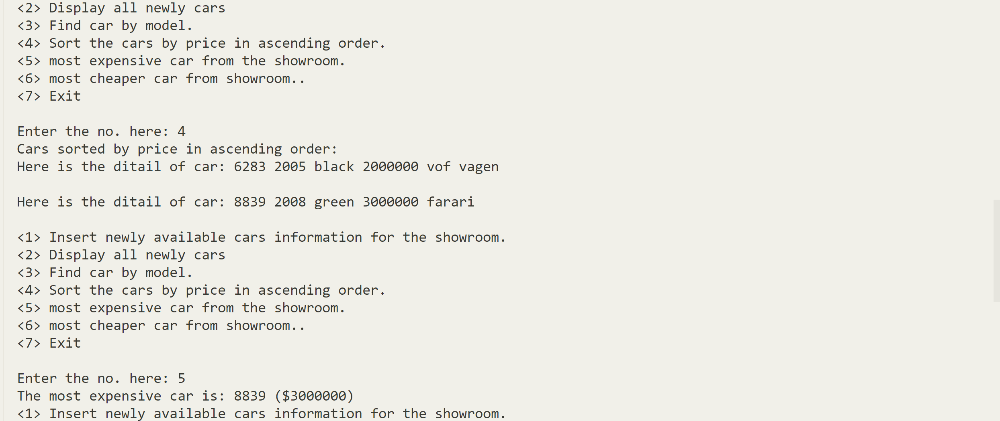 <2> Display all newly cars
<3> Find car by model.
<4> Sort the cars by price in ascending order.
<5> most expensive car from the showroom.
<6> most cheaper car from showroom..
<7> Exit
Enter the no. here: 4
Cars sorted by price in ascending order:
Here is the ditail of car: 6283 2005 black 2000000 vof vagen
Here is the ditail of car: 8839 2008 green 3000000 farari
<1> Insert newly available cars information for the showroom.
<2> Display all newly cars
<3> Find car by model.
<4> Sort the cars by price in ascending order.
<5> most expensive car from the showroom.
<6> most cheaper car from showroom..
<7> Exit
Enter the no. here: 5
The most expensive car is: 8839 ($3000000)
<1> Insert newly available cars information for the showroom.